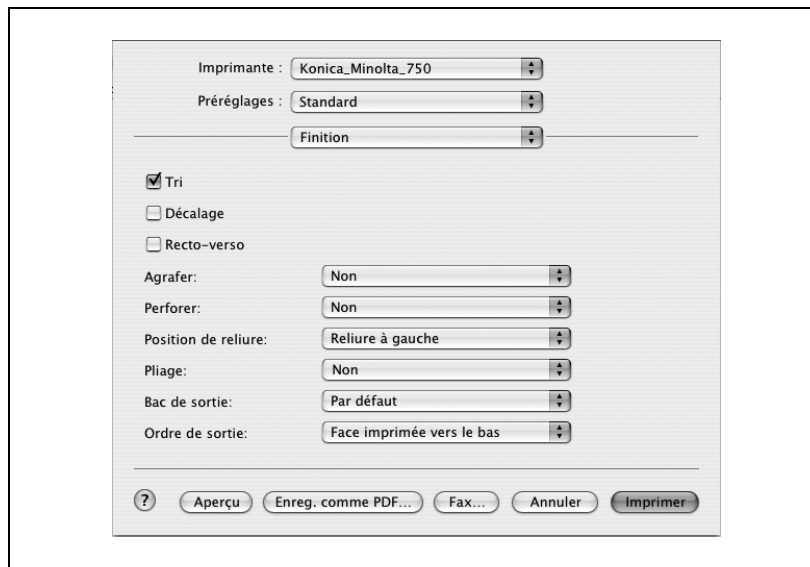 Imprimante : Konica_Minolta_750
Préréglages : Standard
Finition
Tri
Décalage
Recto-verso
Agrafer: Non
Perforer: Non
Position de reliure: Reliure à gauche
Pliage: Non
Bac de sortie: Par défaut
Ordre de sortie: Face imprimée vers le bas
? Aperçu Enreg. comme PDF... Fax... Annuler Imprimer